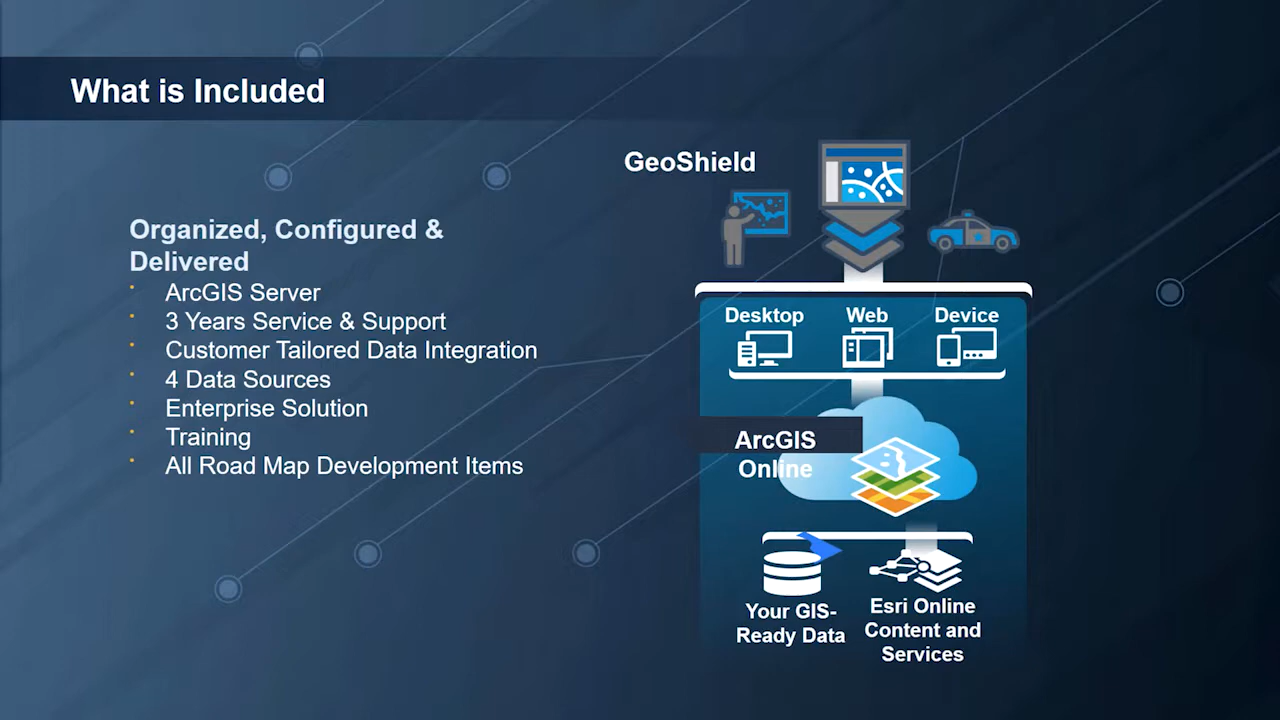 What is Included
GeoShield
Organized, Configured &
Delivered
ArcGIS Server
3 Years Service & Support
Customer Tailored Data Integration
4 Data Sources
Enterprise Solution
Training
All Road Map Development Items
Desktop
Web
Device
ArcGIS
Online
Your GIS-
Ready Data
Esri Online
Content and
Services